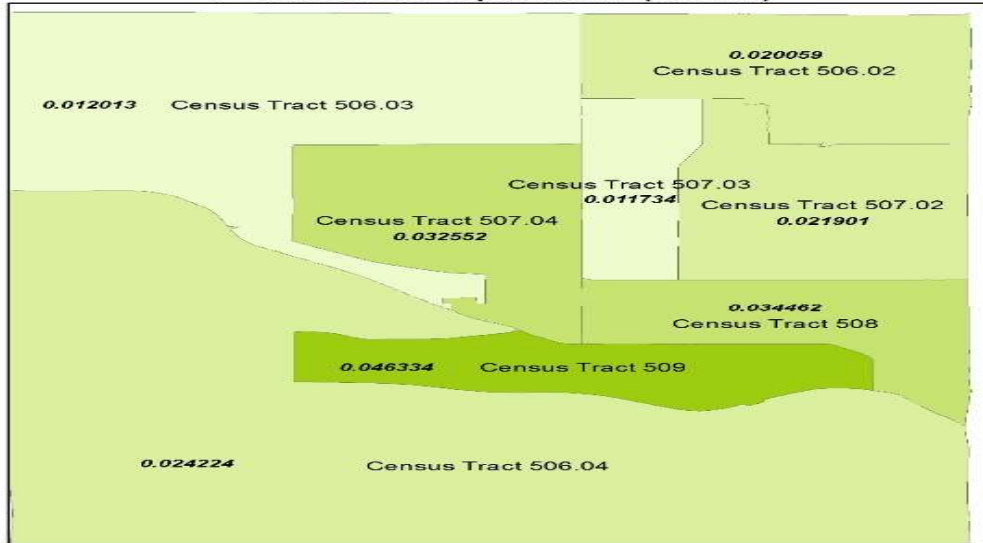 0.020059
Census Tract 506.02
0.012013 Census Tract 506.03
Census Tract 507.03
0.011734
Census Tract 507.02
0.021901
Census Tract 507.04
0.032552
0.034462
Census Tract 508
0.046334 Census Tract 509
0.024224 Census Tract 506.04